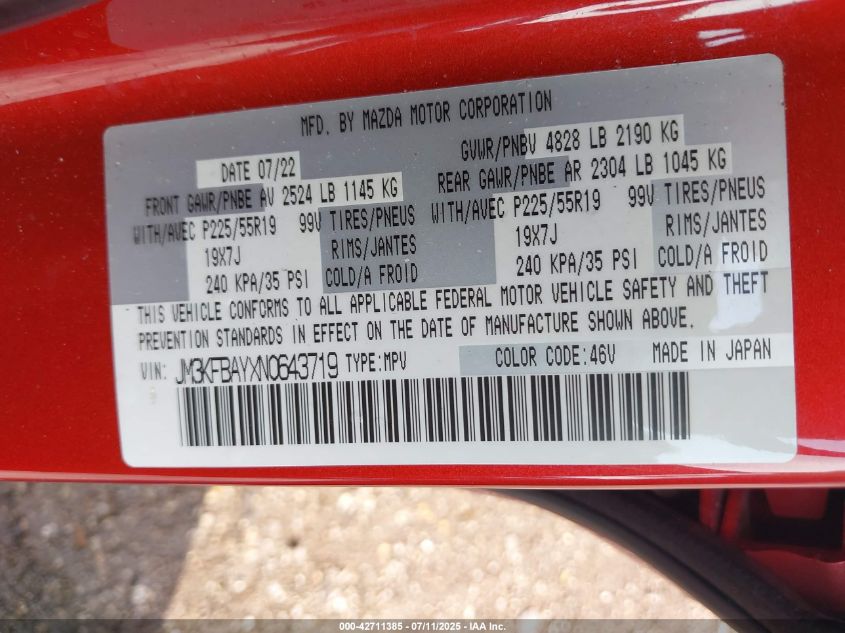 MFD. BY MAZDA MOTOR CORPORATION
DATE 07/22 GVWR/PNBV 4828 LB 2190 KG
FRONT GAWR/PNBE AV 2524 LB 1145 KG REAR GAWR/PNBE AR 2304 LB 1045 KG
WITH/AVEC P225/55R19 99V TIRES/PNEUS WITH/AVEC P225/55R19 99V TIRES/PNEUS
19X7J RIMS/JANTES 19X7J RIMS/JANTES
240 KPA/35 PSI COLD/A FROID 240 KPA/35 PSI COLD/A FROID
THIS VEHICLE CONFORMS TO ALL APPLICABLE FEDERAL MOTOR VEHICLE SAFETY AND THEFT
PREVENTION STANDARDS IN EFFECT ON THE DATE OF MANUFACTURE SHOWN ABOVE.
VIN: JM3KFBAYXN0643719 TYPE:MPV COLOR CODE:46V MADE IN JAPAN
000-42711385 - 07/11/2025 - IAA Inc.